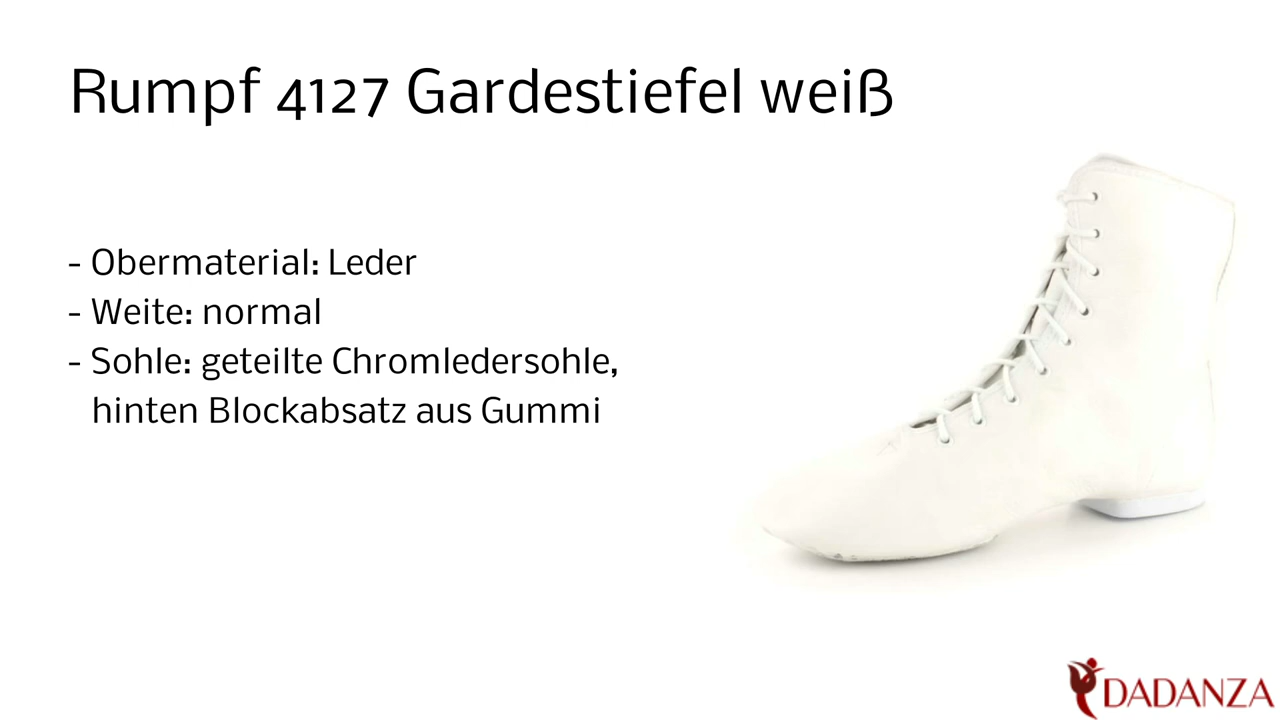 Rumpf 4127 Gardestiefel weiß
- Obermaterial: Leder
- Weite: normal
- Sohle: geteilte Chromledersohle,
hinten Blockabsatz aus Gummi
DADANZA